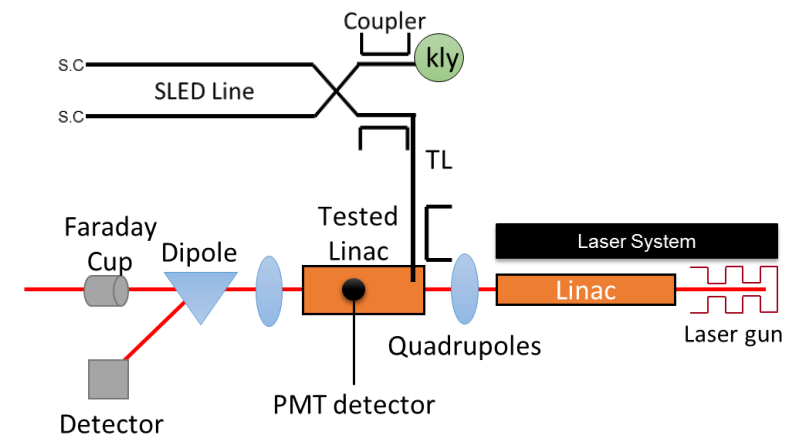 Coupler
kly
S.C
SLED Line
S.C
TL
Tested
Linac
Faraday
Cup
Dipole
Laser System
Linac
Laser gun
Quadrupoles
PMT detector
Detector